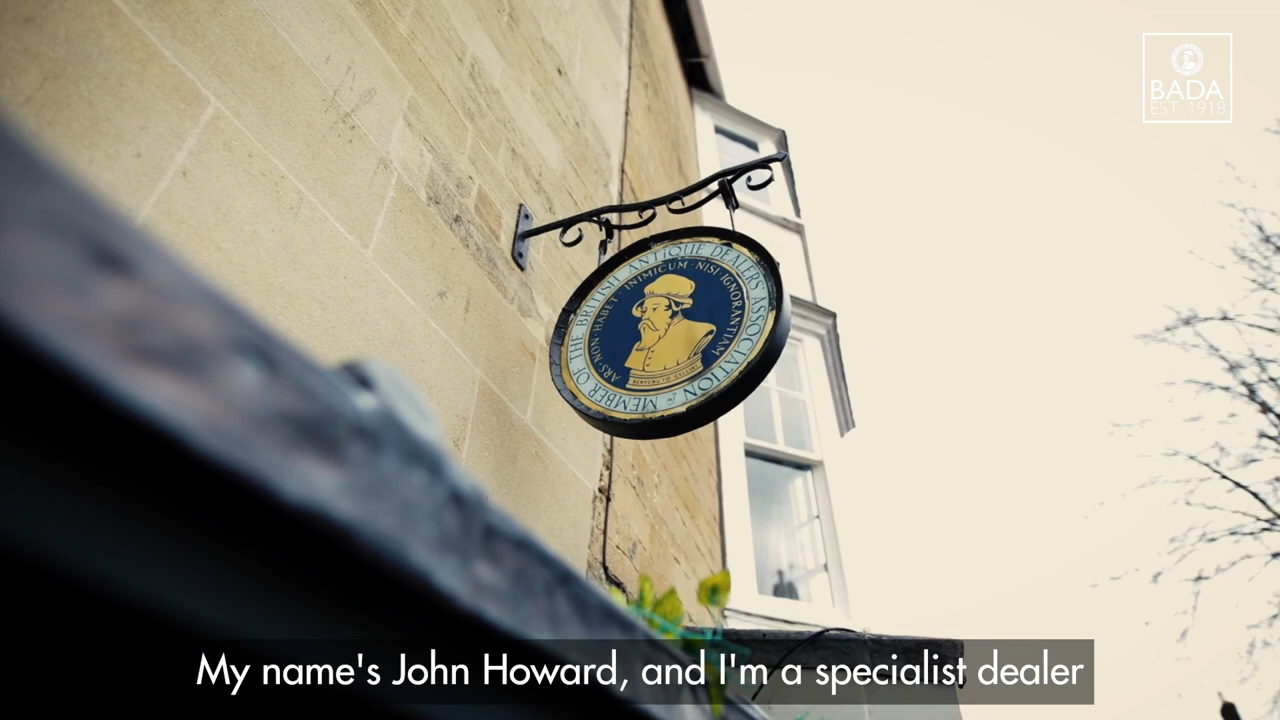 BADA
EST. 1918
MEMBER OF THE BRITISH ANTIQUE DEALERS' ASSOCIATION
ARS·NON·HABET·INIMICUM·NISI·IGNORANTIAM
BENVENUTO CELLINI
My name's John Howard, and I'm a specialist dealer